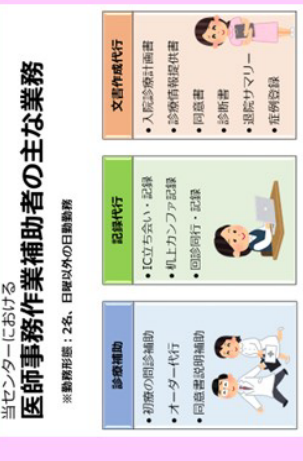 当センターにおける
医師事務作業補助者の主な業務
※勤務形態：2名、日曜以外の日勤勤務
診療補助
•初療の問診補助
•オーダー代行
•同意書説明補助
記録代行
•IC立ち会い・記録
•机上カンファ記録
•回診同行・記録
文書作成代行
•入院診療計画書
•診療情報提供書
•同意書
•診断書
•退院サマリー
•症例登録